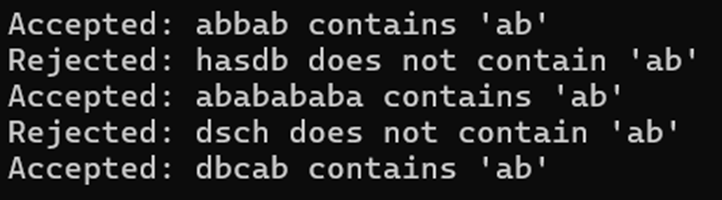 Accepted: abbab contains 'ab'
Rejected: hasdb does not contain 'ab'
Accepted: ababababa contains 'ab'
Rejected: dsch does not contain 'ab'
Accepted: dbcab contains 'ab'